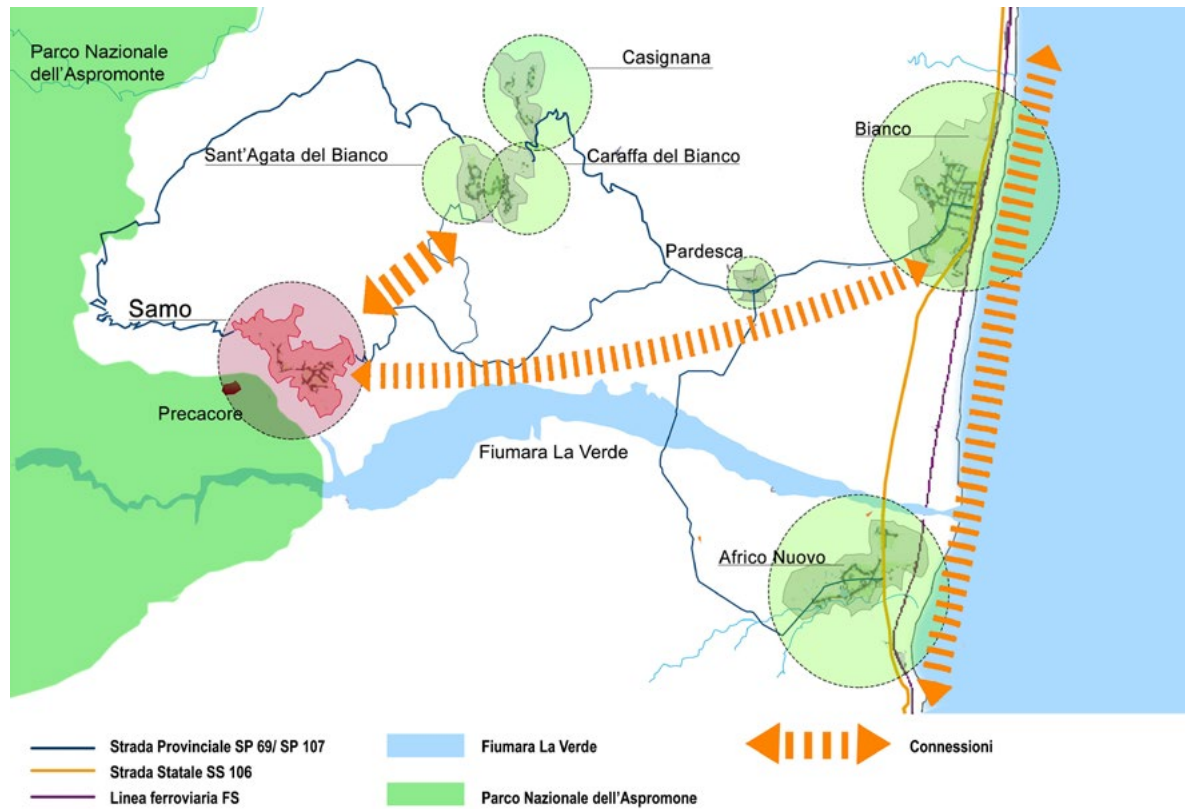 Parco Nazionale
dell'Aspromonte
Casignana
Bianco
Sant'Agata del Bianco
Caraffa del Bianco
Pardesca
Samo
Precacore
Fiumara La Verde
Africo Nuovo
Strada Provinciale SP 69/ SP 107
Strada Statale SS 106
Linea ferroviaria FS
Fiumara La Verde
Parco Nazionale dell'Aspromone
Connessioni